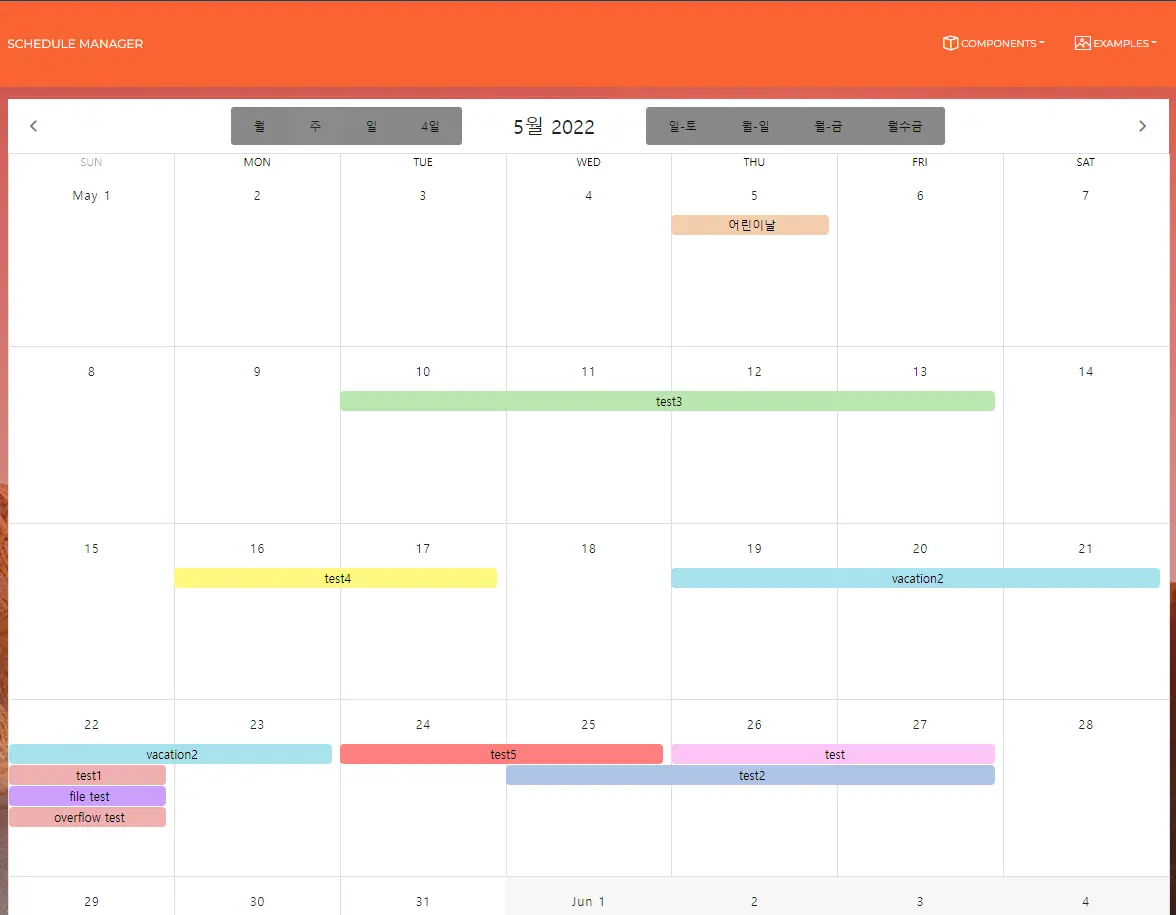 SCHEDULE MANAGER COMPONENTS EXAMPLES
월 주 일 4일 5월 2022 일-토 월-일 월-금 월수금
SUN MON TUE WED THU FRI SAT
May 1 2 3 4 5 6 7
어린이날
8 9 10 11 12 13 14
test3
15 16 17 18 19 20 21
test4 vacation2
22 23 24 25 26 27 28
vacation2 test5 test
test1 test2
file test
overflow test
29 30 31 Jun 1 2 3 4